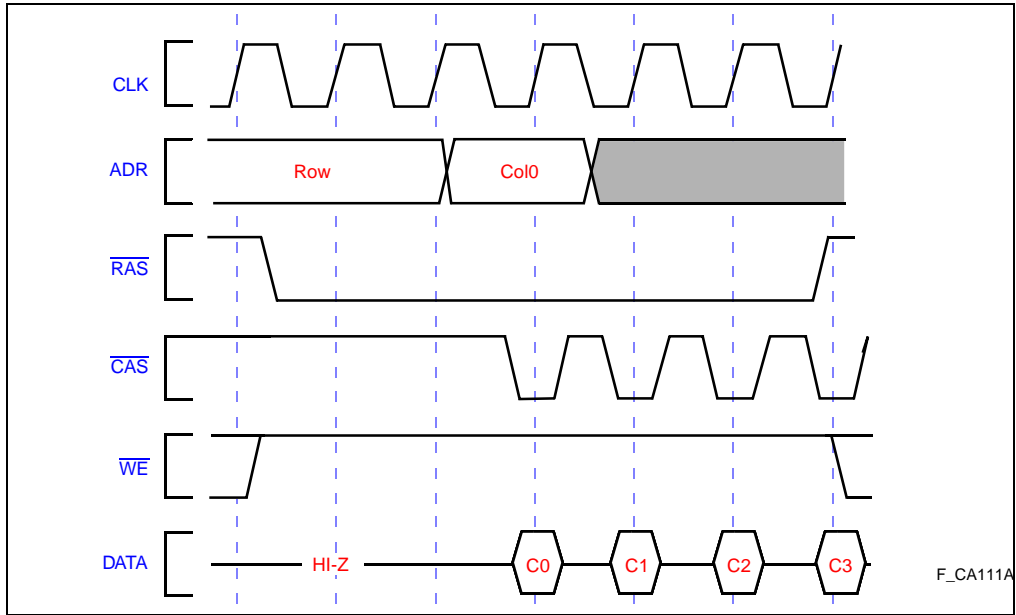 CLK
ADR Row Col0
RAS
CAS
WE
DATA HI-Z C0 C1 C2 C3
F_CA111A